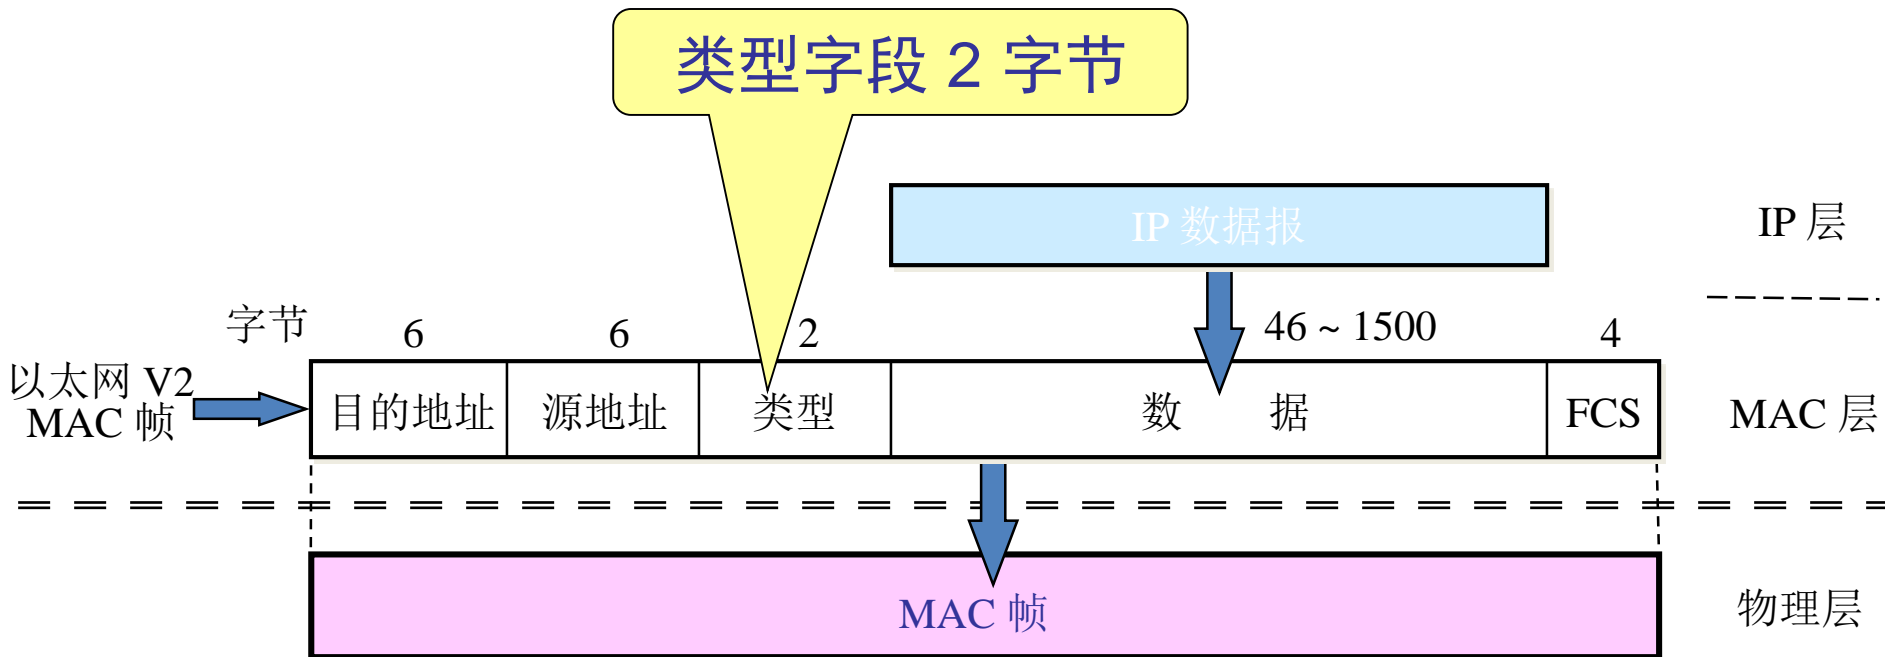 类型字段 2 字节
IP 数据报
IP 层
字节
6
6
2
46 ~ 1500
4
以太网 V2
MAC 帧
目的地址
源地址
类型
数 据
FCS
MAC 层
MAC 帧
物理层